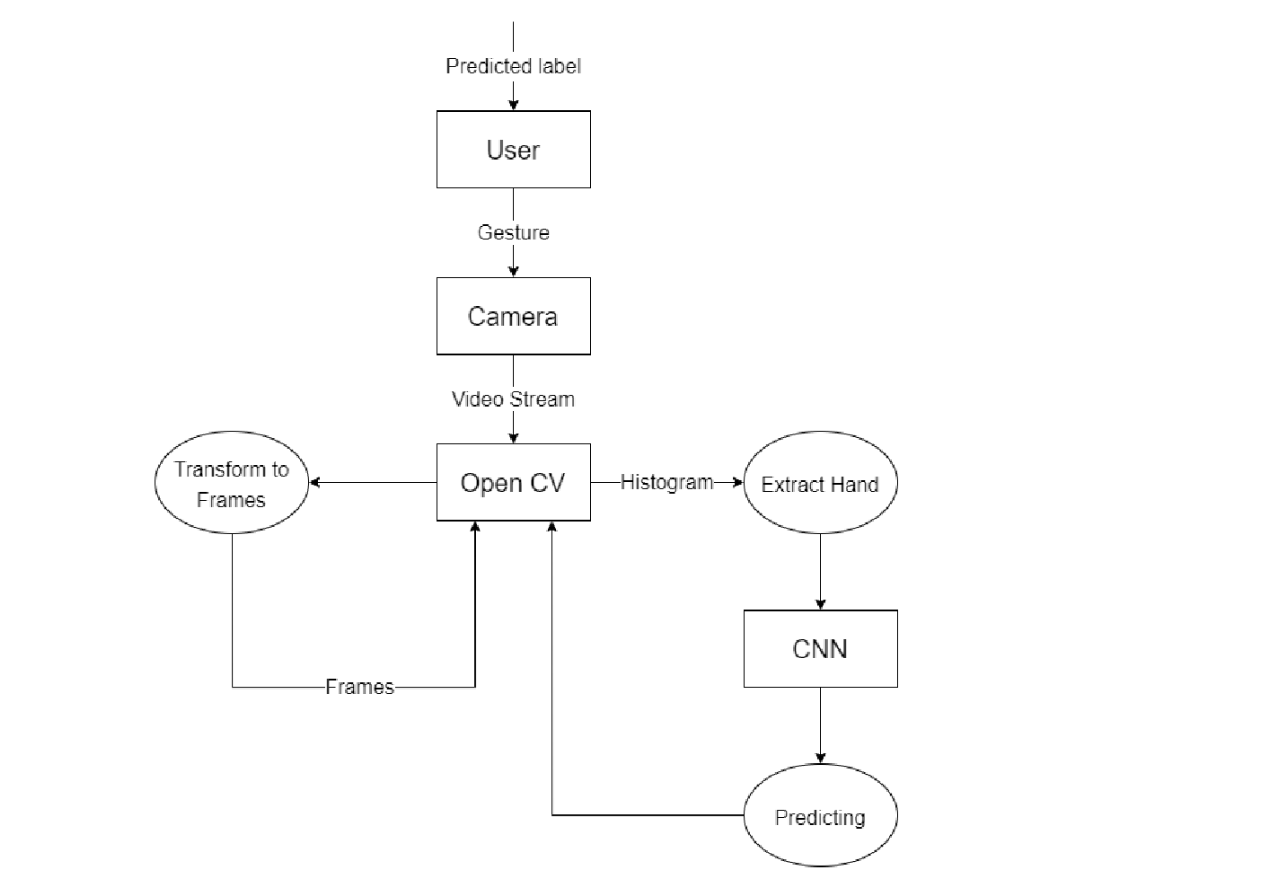 Predicted label
User
Gesture
Camera
Video Stream
Transform to
Frames
Open CV
Histogram
Extract Hand
CNN
Frames
Predicting